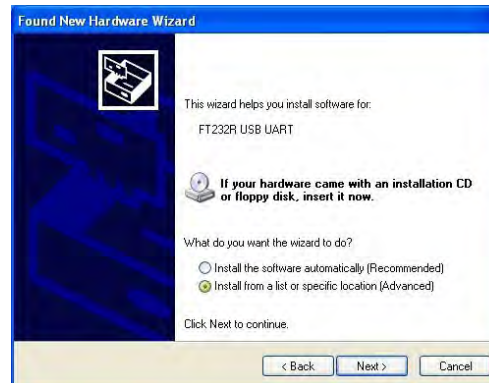 Found New Hardware Wizard
This wizard helps you install software for:
FT232R USB UART
If your hardware came with an installation CD
or floppy disk, insert it now.
What do you want the wizard to do?
Install the software automatically (Recommended)
Install from a list or specific location (Advanced)
Click Next to continue.
< Back
Next >
Cancel